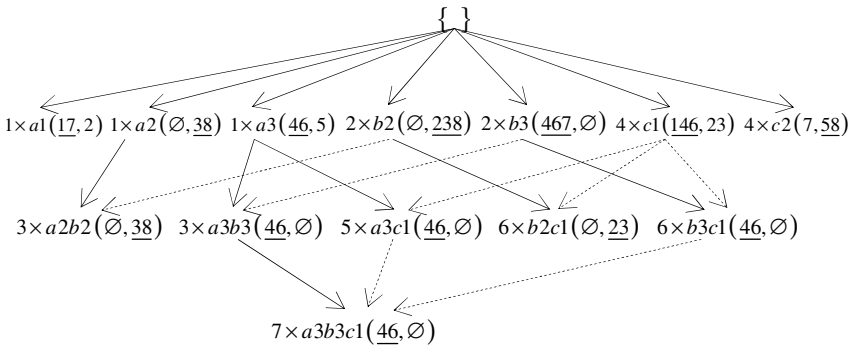 { }
1×a1(17,2) 1×a2(∅,38) 1×a3(46,5) 2×b2(∅,238) 2×b3(467,∅) 4×c1(146,23) 4×c2(7,58)
3×a2b2(∅,38) 3×a3b3(46,∅) 5×a3c1(46,∅) 6×b2c1(∅,23) 6×b3c1(46,∅)
7×a3b3c1(46,∅)